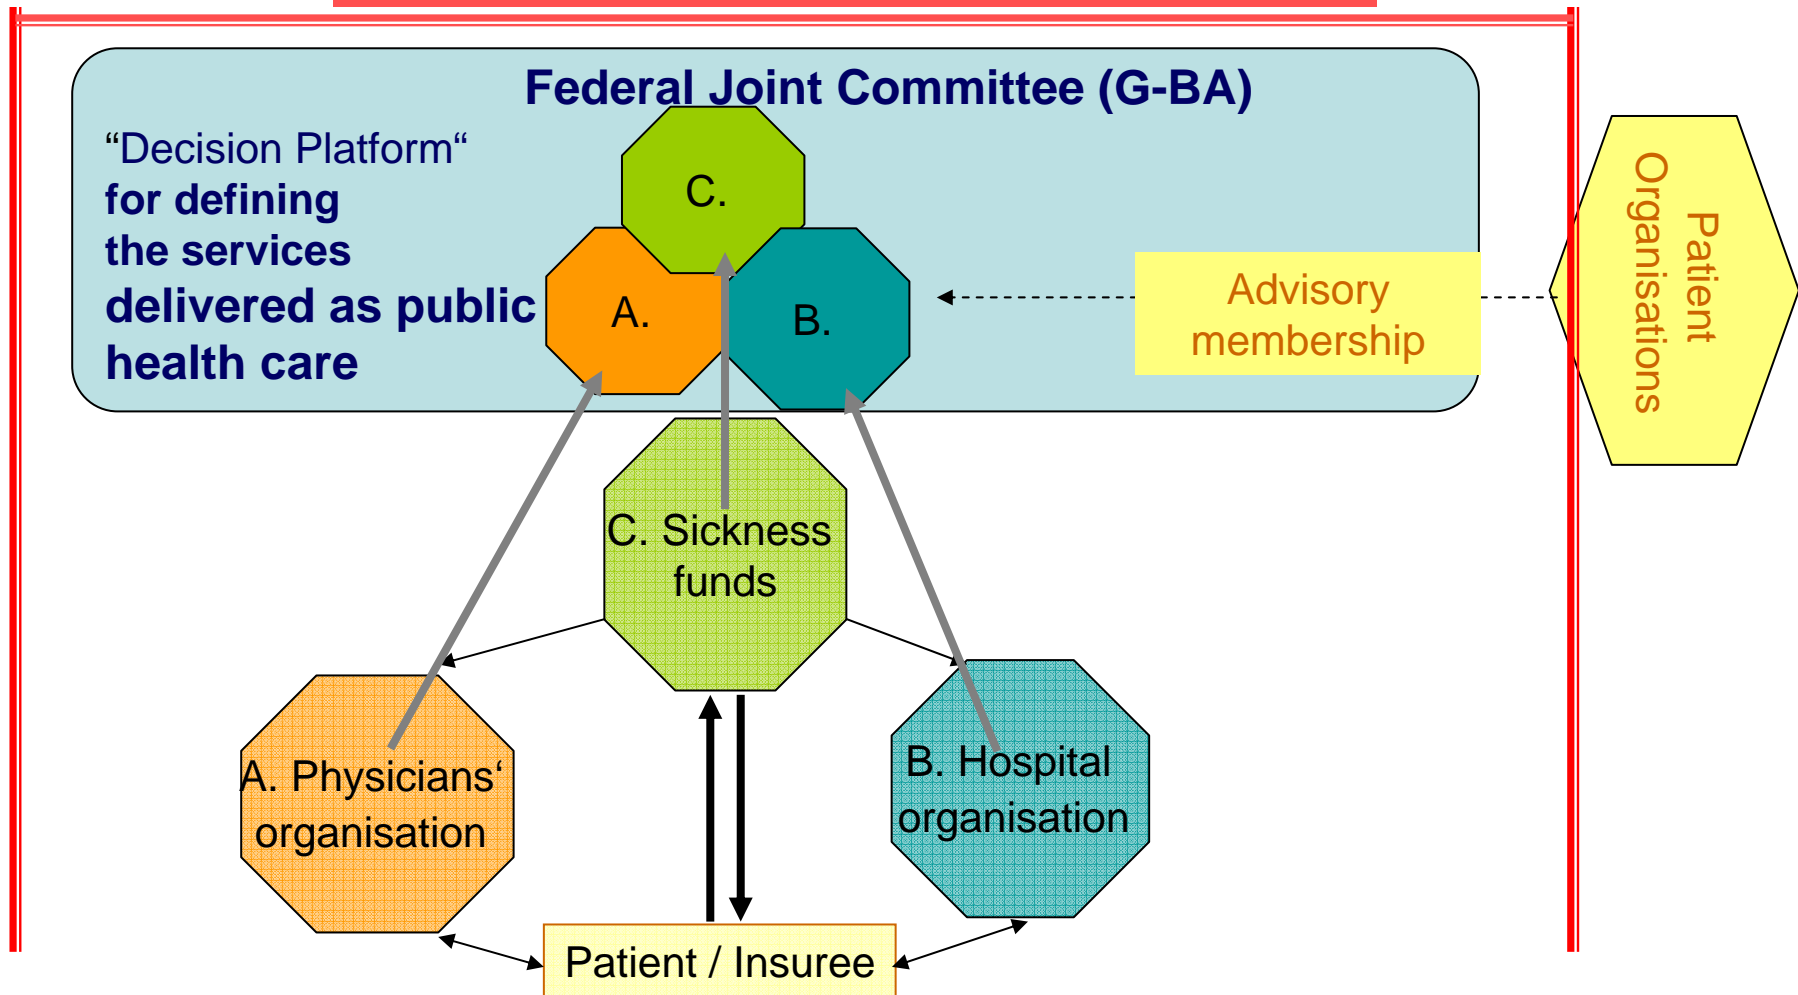 Federal Joint Committee (G-BA)
“Decision Platform“
for defining
the services
delivered as public
health care
C.
A.
B.
Advisory
membership
Patient
Organisations
C. Sickness
funds
A. Physicians‘
organisation
B. Hospital
organisation
Patient / Insuree